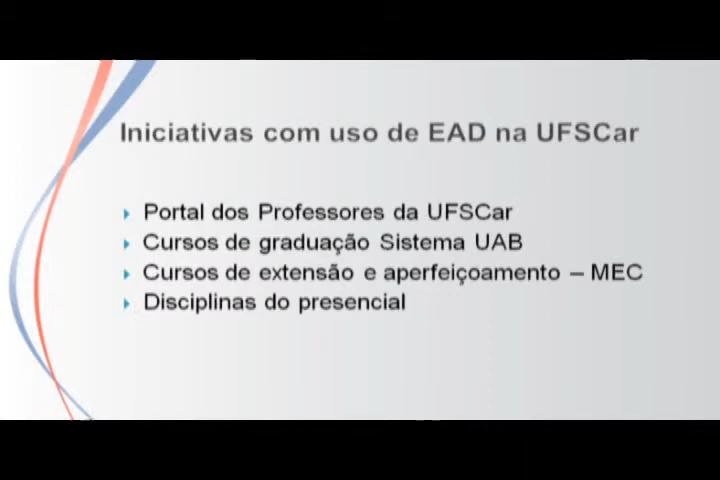 Iniciativas com uso de EAD na UFSCar
Portal dos Professores da UFSCar
Cursos de graduação Sistema UAB
Cursos de extensão e aperfeiçoamento – MEC
Disciplinas do presencial